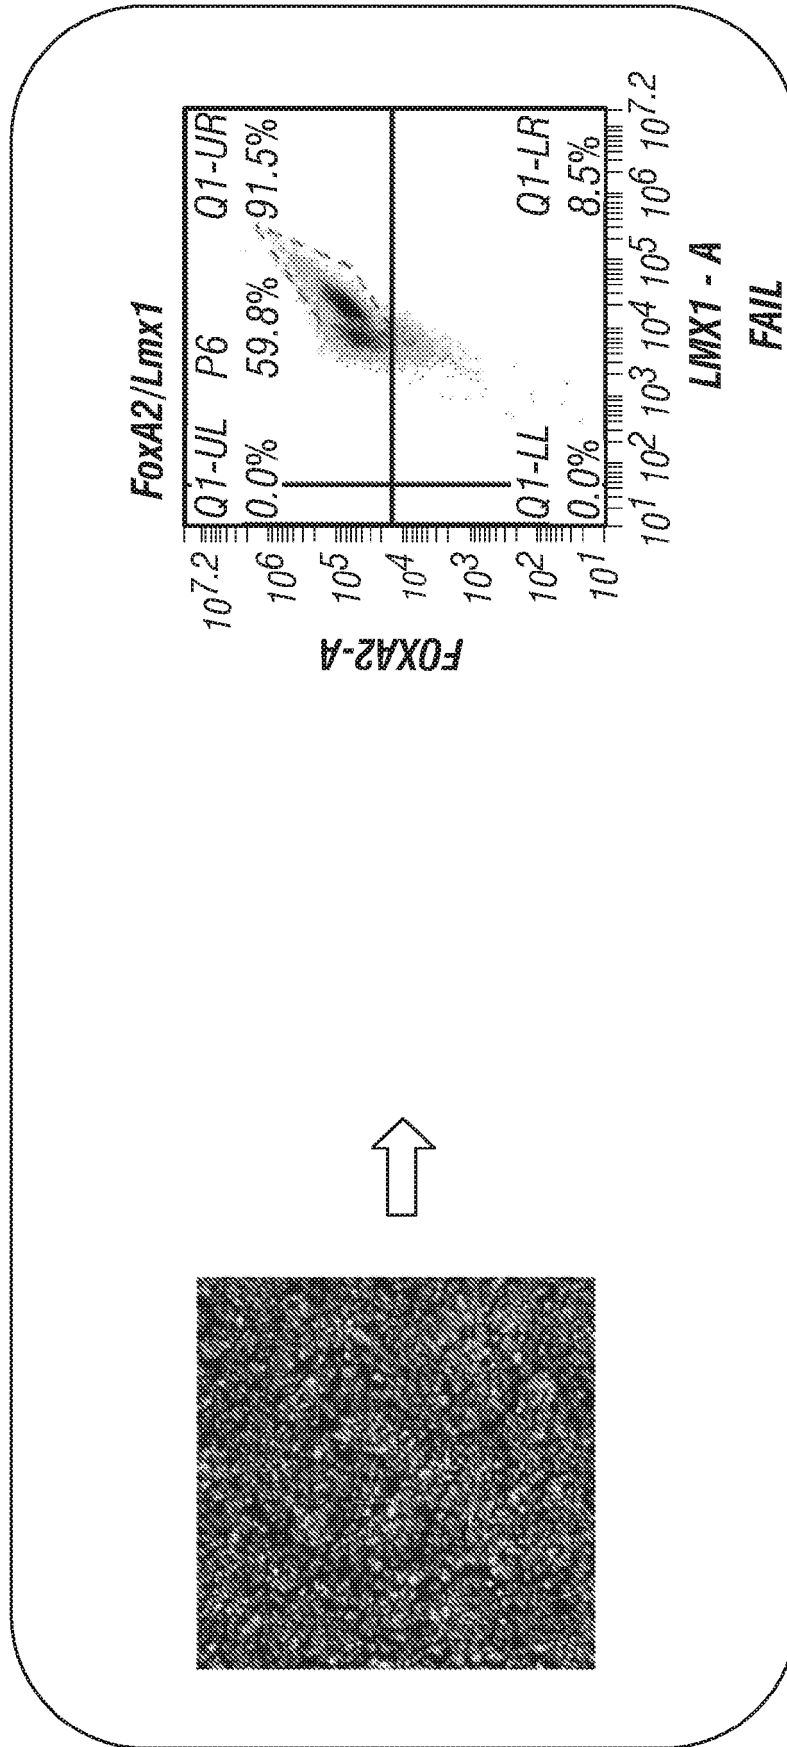 FoxA2/Lmx1
Q1-UL P6 Q1-UR
0.0% 59.8% 91.5%
Q1-LL Q1-LR
0.0% 8.5%
10^7.2
10^6
10^5
10^4
10^3
10^2
10^1
FOXA2-A
10^1 10^2 10^3 10^4 10^5 10^6 10^7.2
LMX1 - A
FAIL